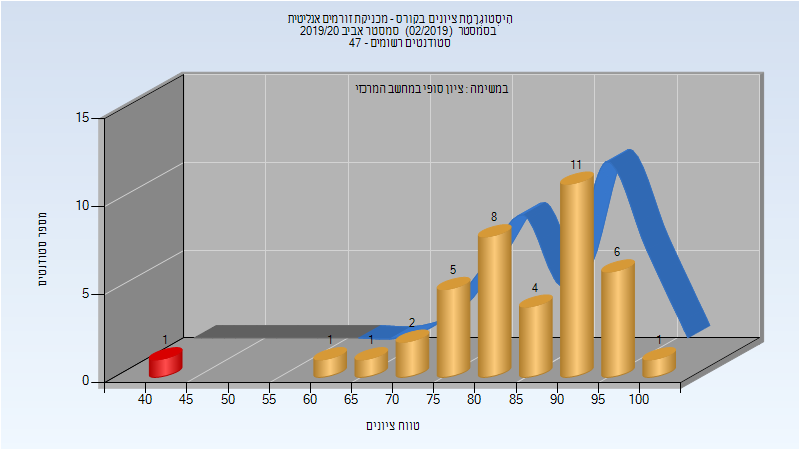 היסטוגרמת ציונים בקורס - מכניקת זורמים אנליטית
בסמסטר (02/2019) סמסטר אביב 2019/20
סטודנטים רשומים - 47
במשימה : ציון סופי במחשב המרכזי
מספר סטודנטים
15
10
5
0
1
1
1
2
5
8
4
11
6
1
40 45 50 55 60 65 70 75 80 85 90 95 100
טווח ציונים